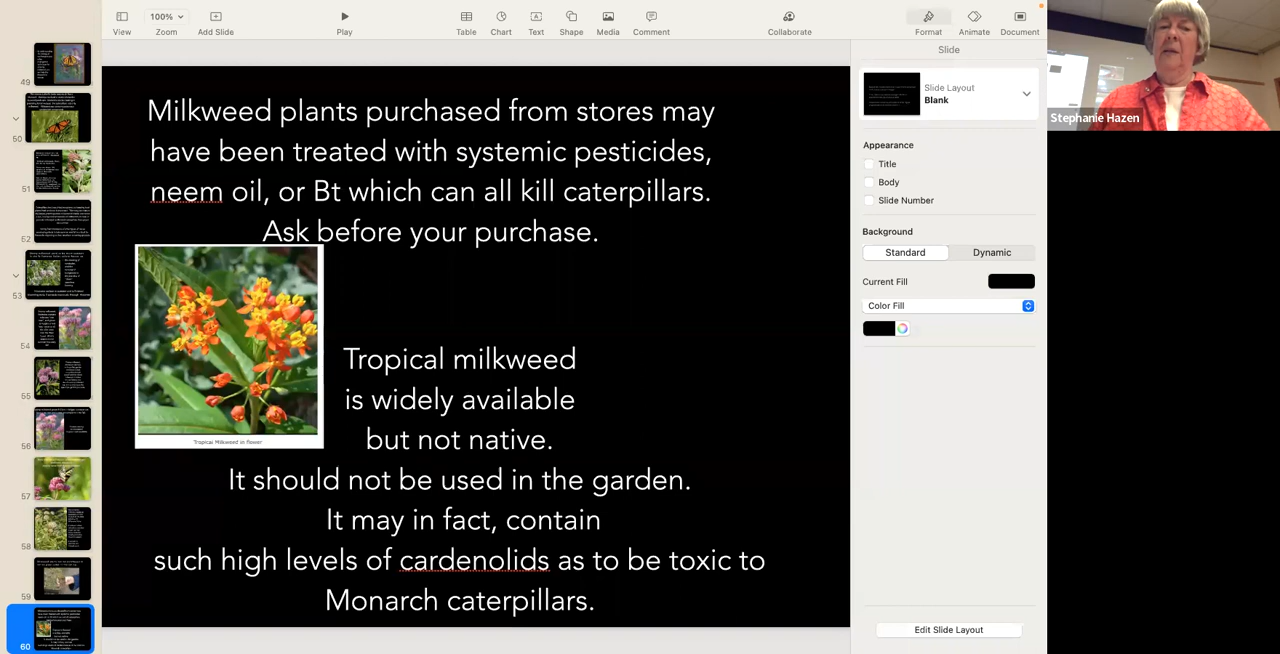 100%
View
Zoom
Add Slide
Play
Table
Chart
Text
Shape
Media
Comment
Collaborate
Format
Animate
Document
Stephanie Hazen
49
50
51
52
53
54
55
56
57
58
59
60
Milkweed plants purchased from stores may
have been treated with systemic pesticides,
neem oil, or Bt which can all kill caterpillars.
Ask before your purchase.
Tropical Milkweed in flower
Tropical milkweed
is widely available
but not native.
It should not be used in the garden.
It may in fact, contain
such high levels of cardenolids as to be toxic to
Monarch caterpillars.
Slide
Slide Layout
Blank
Appearance
Title
Body
Slide Number
Background
Standard
Dynamic
Current Fill
Color Fill
Edit Slide Layout